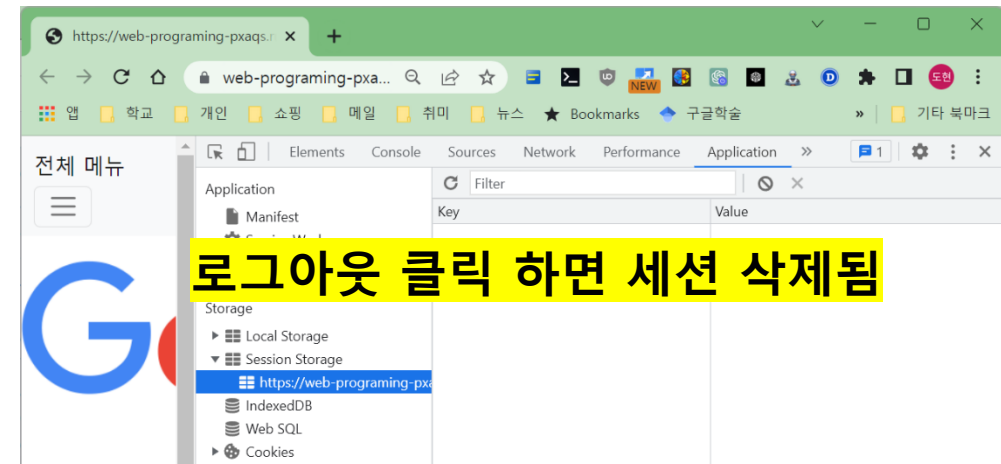 https://web-programing-pxaqs.r
web-programing-pxa...
NEW
D
도현
앱 학교 개인 쇼핑 메일 취미 뉴스 Bookmarks 구글학술 » 기타 북마크
전체 메뉴
Elements Console Sources Network Performance Application » 1
Application
Filter
Manifest
Key Value
로그아웃 클릭 하면 세션 삭제됨
Storage
Local Storage
Session Storage
https://web-programing-pxa
IndexedDB
Web SQL
Cookies